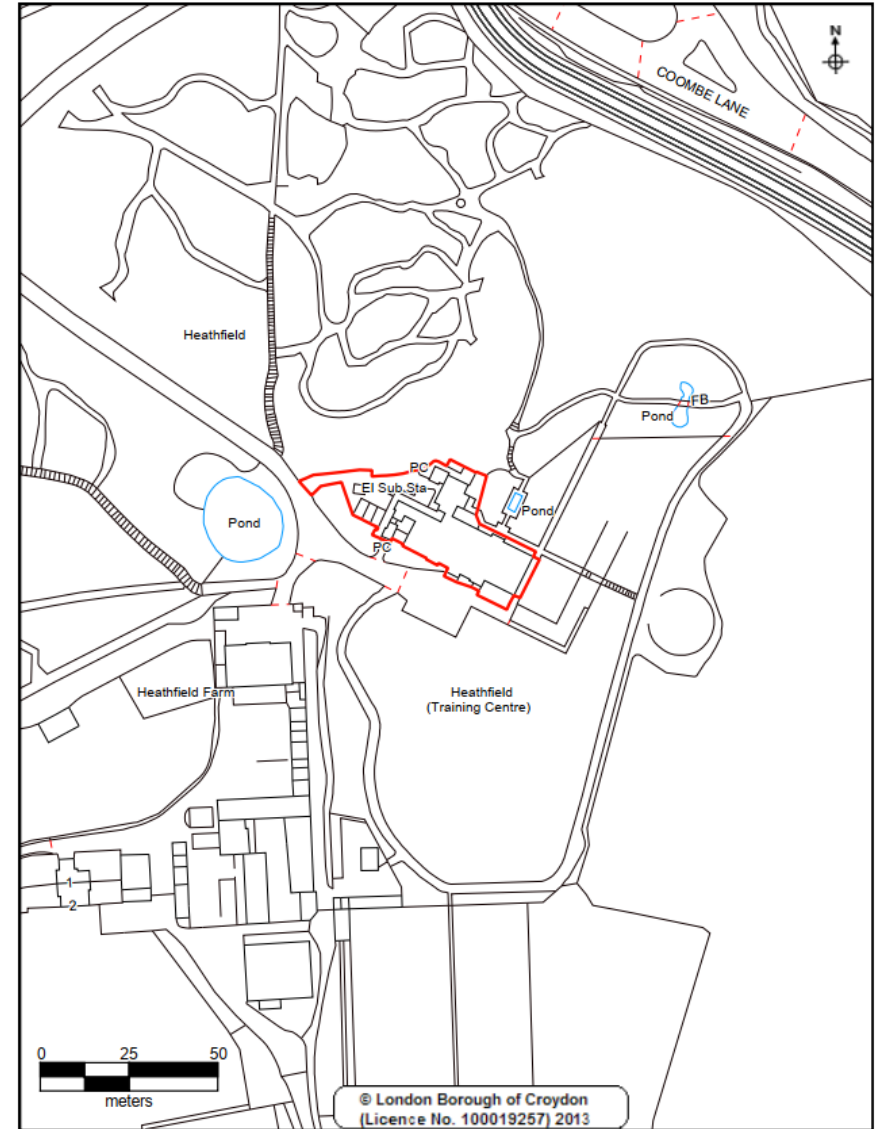 N
COOMBE LANE
Heathfield
FB
Pond
PC
El Sub Sta
Pond
Pond
PC
Heathfield Farm
Heathfield
(Training Centre)
1
2
0 25 50
meters
© London Borough of Croydon
(Licence No. 100019257) 2013